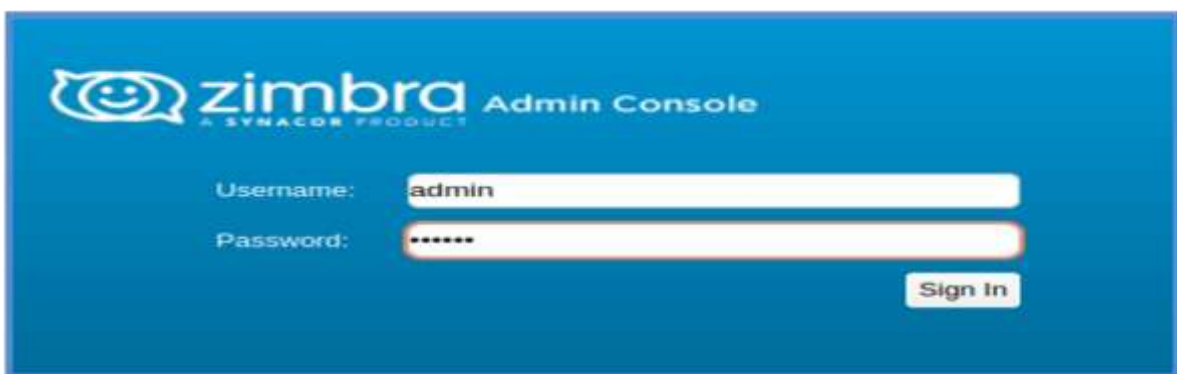 zimbra Admin Console
A SYNACOR PRODUCT
Username: admin
Password: ••••••
Sign In